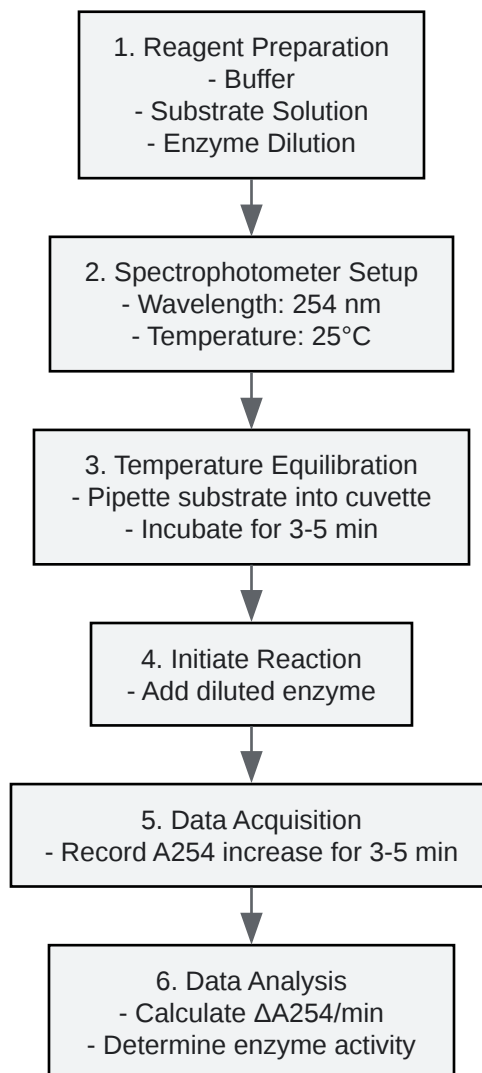 1. Reagent Preparation
- Buffer
- Substrate Solution
- Enzyme Dilution
2. Spectrophotometer Setup
- Wavelength: 254 nm
- Temperature: 25°C
3. Temperature Equilibration
- Pipette substrate into cuvette
- Incubate for 3-5 min
4. Initiate Reaction
- Add diluted enzyme
5. Data Acquisition
- Record A254 increase for 3-5 min
6. Data Analysis
- Calculate ΔA254/min
- Determine enzyme activity